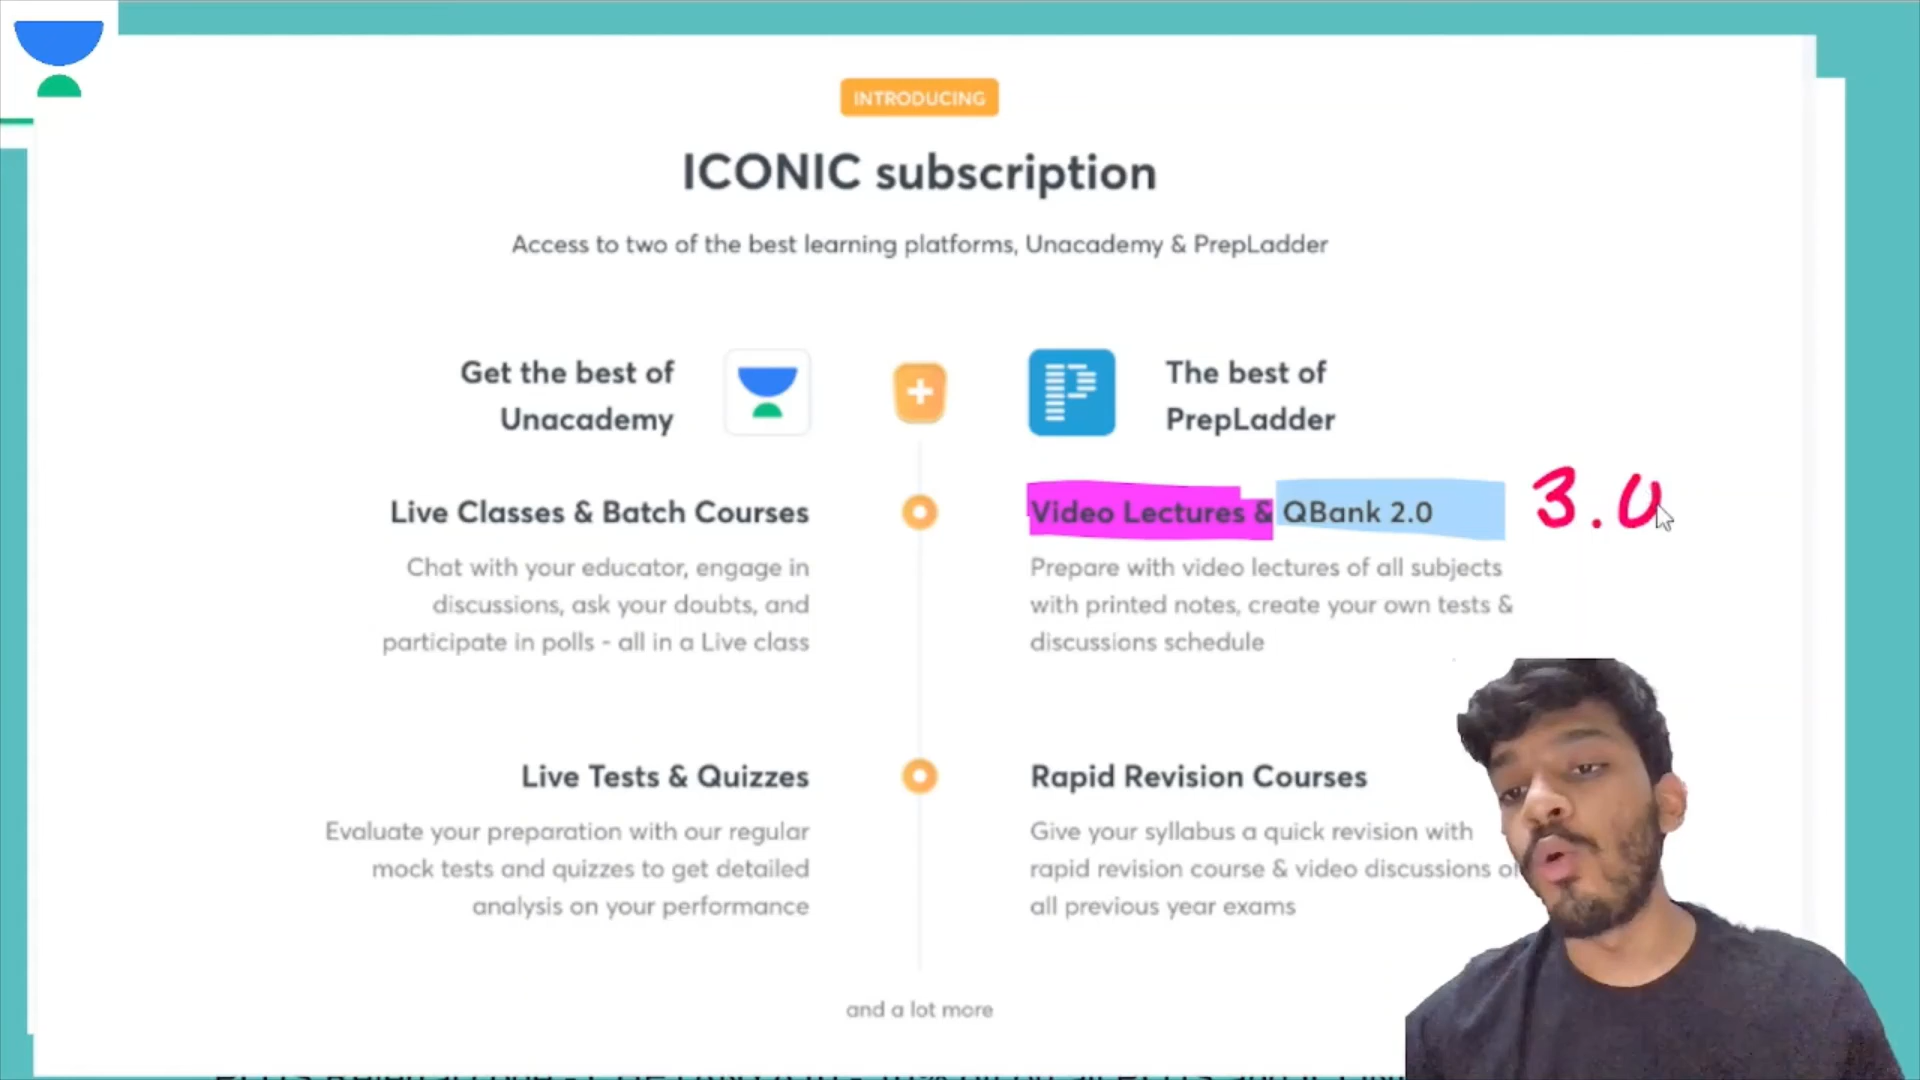 INTRODUCING
ICONIC subscription
Access to two of the best learning platforms, Unacademy & PrepLadder
Get the best of
Unacademy
The best of
PrepLadder
Live Classes & Batch Courses
Chat with your educator, engage in
discussions, ask your doubts, and
participate in polls - all in a Live class
Video Lectures & QBank 2.0 3.0
Prepare with video lectures of all subjects
with printed notes, create your own tests &
discussions schedule
Live Tests & Quizzes
Evaluate your preparation with our regular
mock tests and quizzes to get detailed
analysis on your performance
Rapid Revision Courses
Give your syllabus a quick revision with
rapid revision course & video discussions
all previous year exams
and a lot more